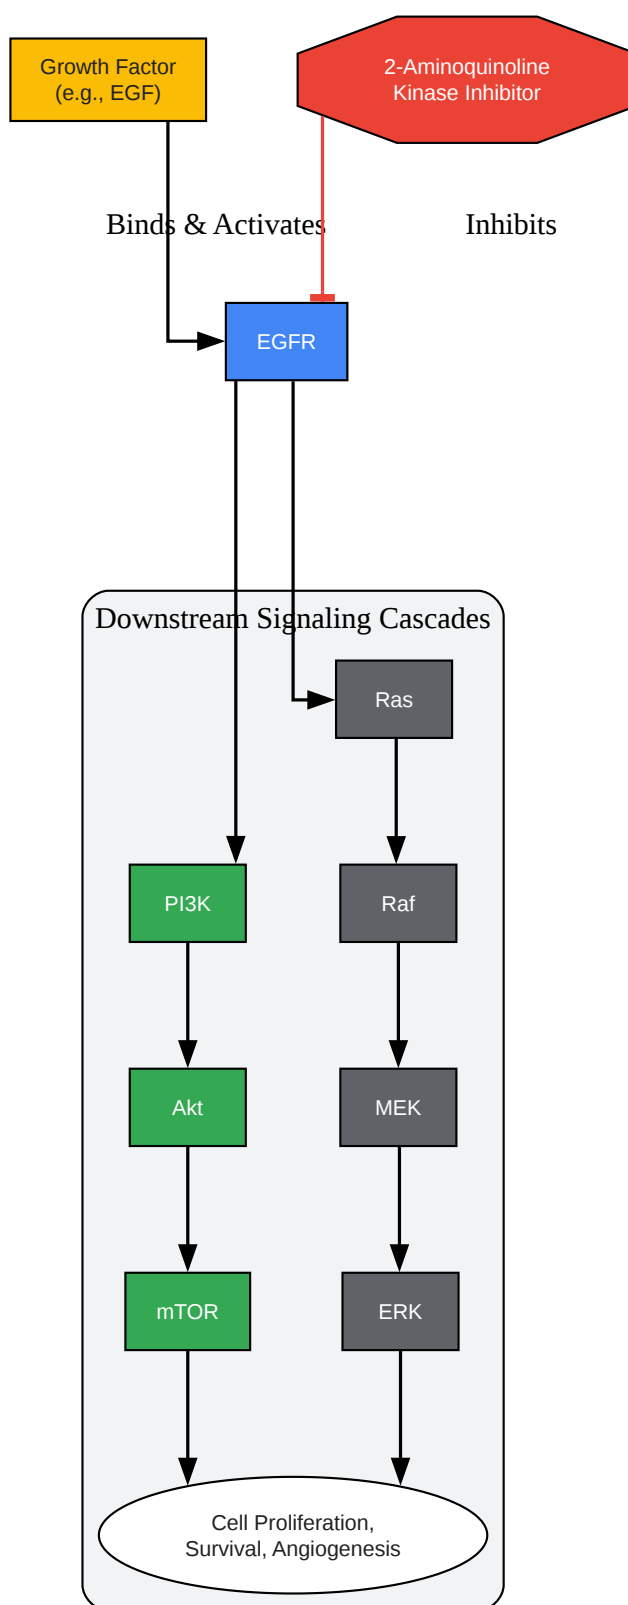 Growth Factor
(e.g., EGF)
2-Aminoquinoline
Kinase Inhibitor
Binds & Activates
Inhibits
EGFR
Downstream Signaling Cascades
Ras
PI3K
Raf
Akt
MEK
mTOR
ERK
Cell Proliferation,
Survival, Angiogenesis